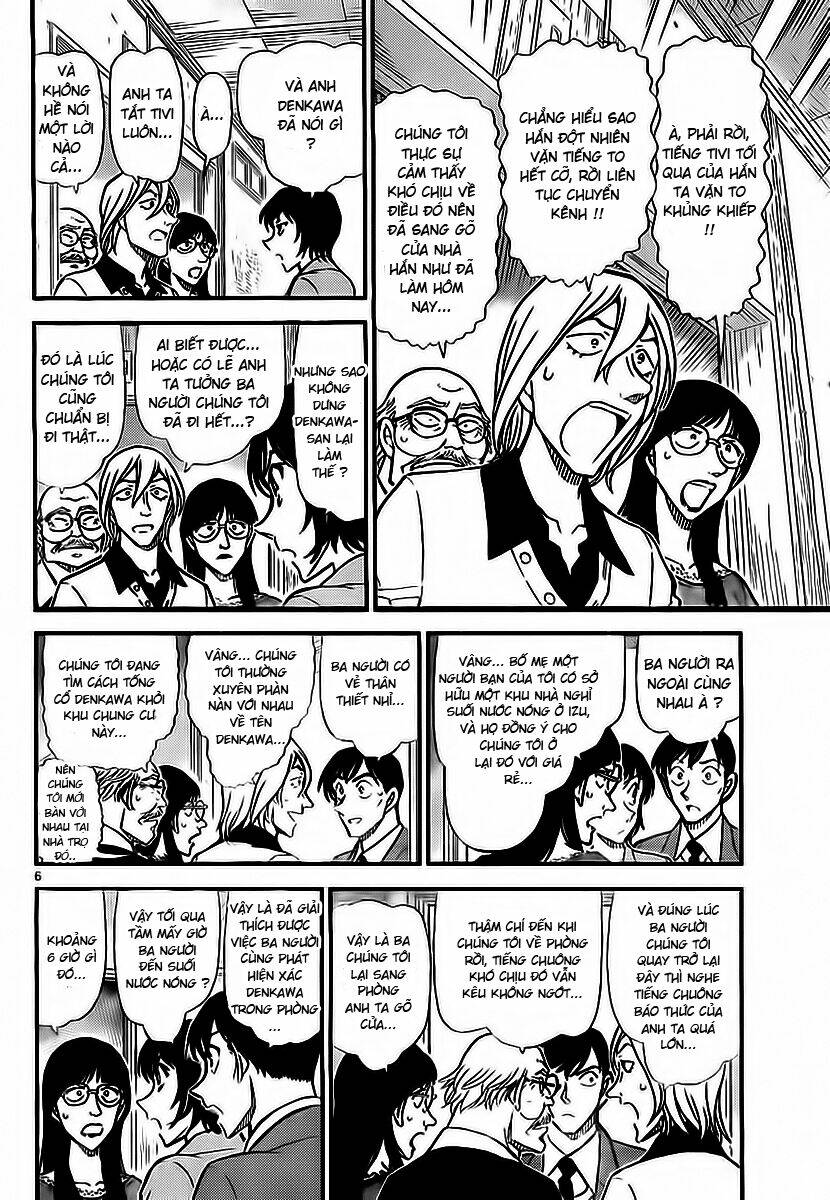 À, PHẢI RỒI,
TIẾNG TIVI TỐI
QUA CỦA HẮN
TA VẶN TO
KHỦNG KHIẾP
!!
CHẲNG HIỂU SAO
HẮN ĐỘT NHIÊN
VẶN TIẾNG TO
HẾT CỠ, RỒI LIÊN
TỤC CHUYỂN
KÊNH !!
CHÚNG TÔI
THỰC SỰ
CẢM THẤY
KHÓ CHỊU VỀ
ĐIỀU ĐÓ NÊN
ĐÃ SANG GÕ
CỬA NHÀ
HẮN NHƯ ĐÃ
LÀM HÔM
NAY...
VÀ ANH
DENKAWA
ĐÃ NÓI GÌ
?
À...
ANH TA
TẮT TIVI
LUÔN...
VÀ
KHÔNG
HỀ NÓI
MỘT LỜI
NÀO
CẢ...
NHƯNG SAO
KHÔNG
DƯNG
DENKAWA-
SAN LẠI
LÀM
THẾ ?
AI BIẾT ĐƯỢC...
HOẶC CÓ LẼ ANH
TA TƯỞNG BA
NGƯỜI CHÚNG TÔI
ĐÃ ĐI HẾT...?
ĐÓ LÀ LÚC
CHÚNG TÔI
CŨNG
CHUẨN BỊ
ĐI THẬT...
BA NGƯỜI RA
NGOÀI CÙNG
NHAU À ?
VÂNG... BỐ MẸ MỘT
NGƯỜI BẠN CỦA TÔI CÓ SỞ
HỮU MỘT KHU NHÀ NGHỈ
SUỐI NƯỚC NÓNG Ở IZU,
VÀ HỌ ĐỒNG Ý CHO
CHÚNG TÔI Ở
LẠI ĐÓ VỚI GIÁ
RẺ...
BA NGƯỜI CÓ
VẺ THÂN
THIẾT NHỈ...
VÂNG... CHÚNG
TÔI THƯỜNG
XUYÊN PHÀN
NÀN VỚI NHAU
VỀ TÊN
DENKAWA...
CHÚNG TÔI ĐANG
TÌM CÁCH TỐNG
CỔ DENKAWA KHỎI
KHU CHUNG CƯ
NÀY...
NÊN
CHÚNG
TÔI MỚI
BÀN VỚI
NHAU TẠI
NHÀ TRỌ
ĐÓ..
6
VÀ ĐÚNG LÚC
BA NGƯỜI
CHÚNG TÔI
QUAY TRỞ LẠI
ĐÂY THÌ NGHE
TIẾNG CHUÔNG
BÁO THỨC CỦA
ANH TA QUÁ
LỚN...
THẬM CHÍ ĐẾN KHI
CHÚNG TÔI VỀ PHÒNG
RỒI, TIẾNG CHUÔNG
KHÓ CHỊU ĐÓ VẪN
KÊU KHÔNG NGỚT...
VẬY LÀ BA
CHÚNG TÔI
LẠI SANG
PHÒNG
ANH TA GÕ
CỬA...
VẬY LÀ ĐÃ GIẢI
THÍCH ĐƯỢC
VIỆC BA NGƯỜI
CÙNG PHÁT
HIỆN XÁC
DENKAWA
TRONG PHÒNG
...
VẬY TỐI QUA
TẦM MẤY GIỜ
BA NGƯỜI
ĐẾN SUỐI
NƯỚC NÓNG ?
KHOẢNG
6 GIỜ GÌ
ĐÓ...